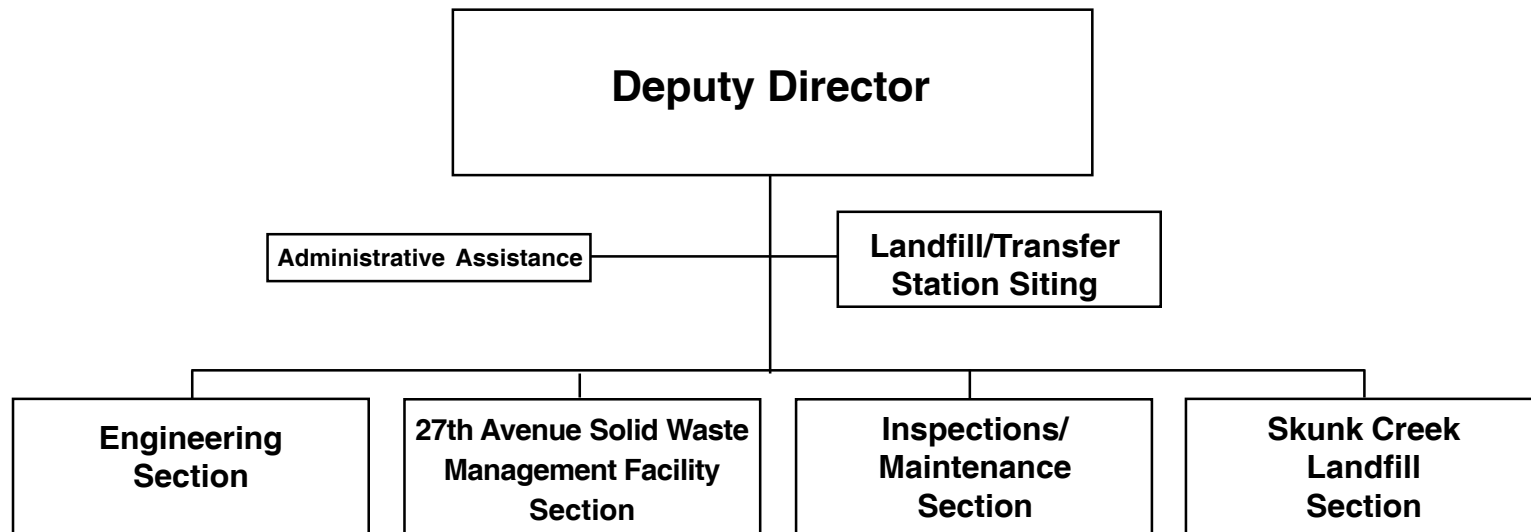 Deputy Director
Administrative Assistance
Landfill/Transfer
Station Siting
Engineering
Section
27th Avenue Solid Waste
Management Facility
Section
Inspections/
Maintenance
Section
Skunk Creek
Landfill
Section